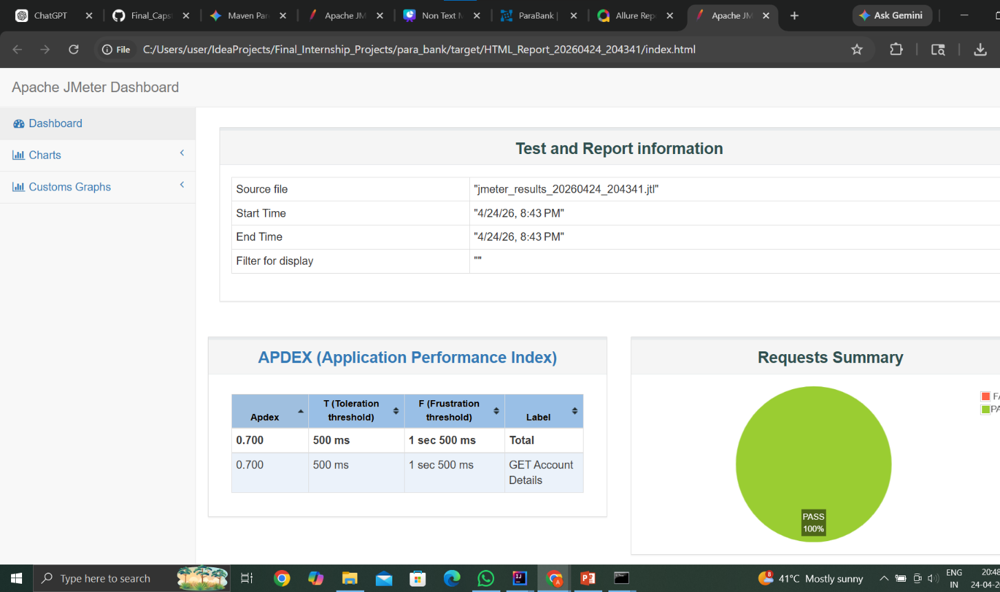 ChatGPT
Final_Caps
Maven Par
Apache JM
Non Text M
ParaBank |
Allure Rep
Apache JM
Ask Gemini
File
C:/Users/user/IdeaProjects/Final_Internship_Projects/para_bank/target/HTML_Report_20260424_204341/index.html
Apache JMeter Dashboard
Dashboard
Charts
Customs Graphs
Test and Report information
Source file "jmeter_results_20260424_204341.jtl"
Start Time "4/24/26, 8:43 PM"
End Time "4/24/26, 8:43 PM"
Filter for display ""
APDEX (Application Performance Index)
Apdex T (Toleration threshold) F (Frustration threshold) Label
0.700 500 ms 1 sec 500 ms Total
0.700 500 ms 1 sec 500 ms GET Account
Details
Requests Summary
FA
PA
PASS
100%
Type here to search
8
41°C Mostly sunny
ENG
IN
20:48
24-04-2